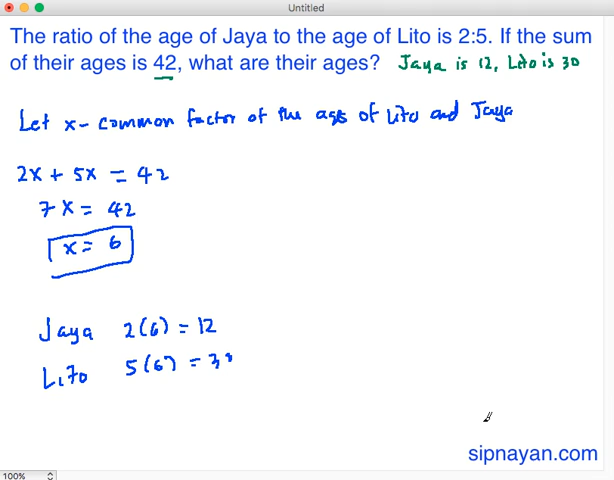 Untitled
The ratio of the age of Jaya to the age of Lito is 2:5. If the sum
of their ages is 42, what are their ages? Jaya is 12, Lito is 30
Let x - common factor of the ages of Lito and Jaya
2x + 5x = 42
7x = 42
x = 6
Jaya 2(6) = 12
Lito 5(6) = 30
sipnayan.com
100%